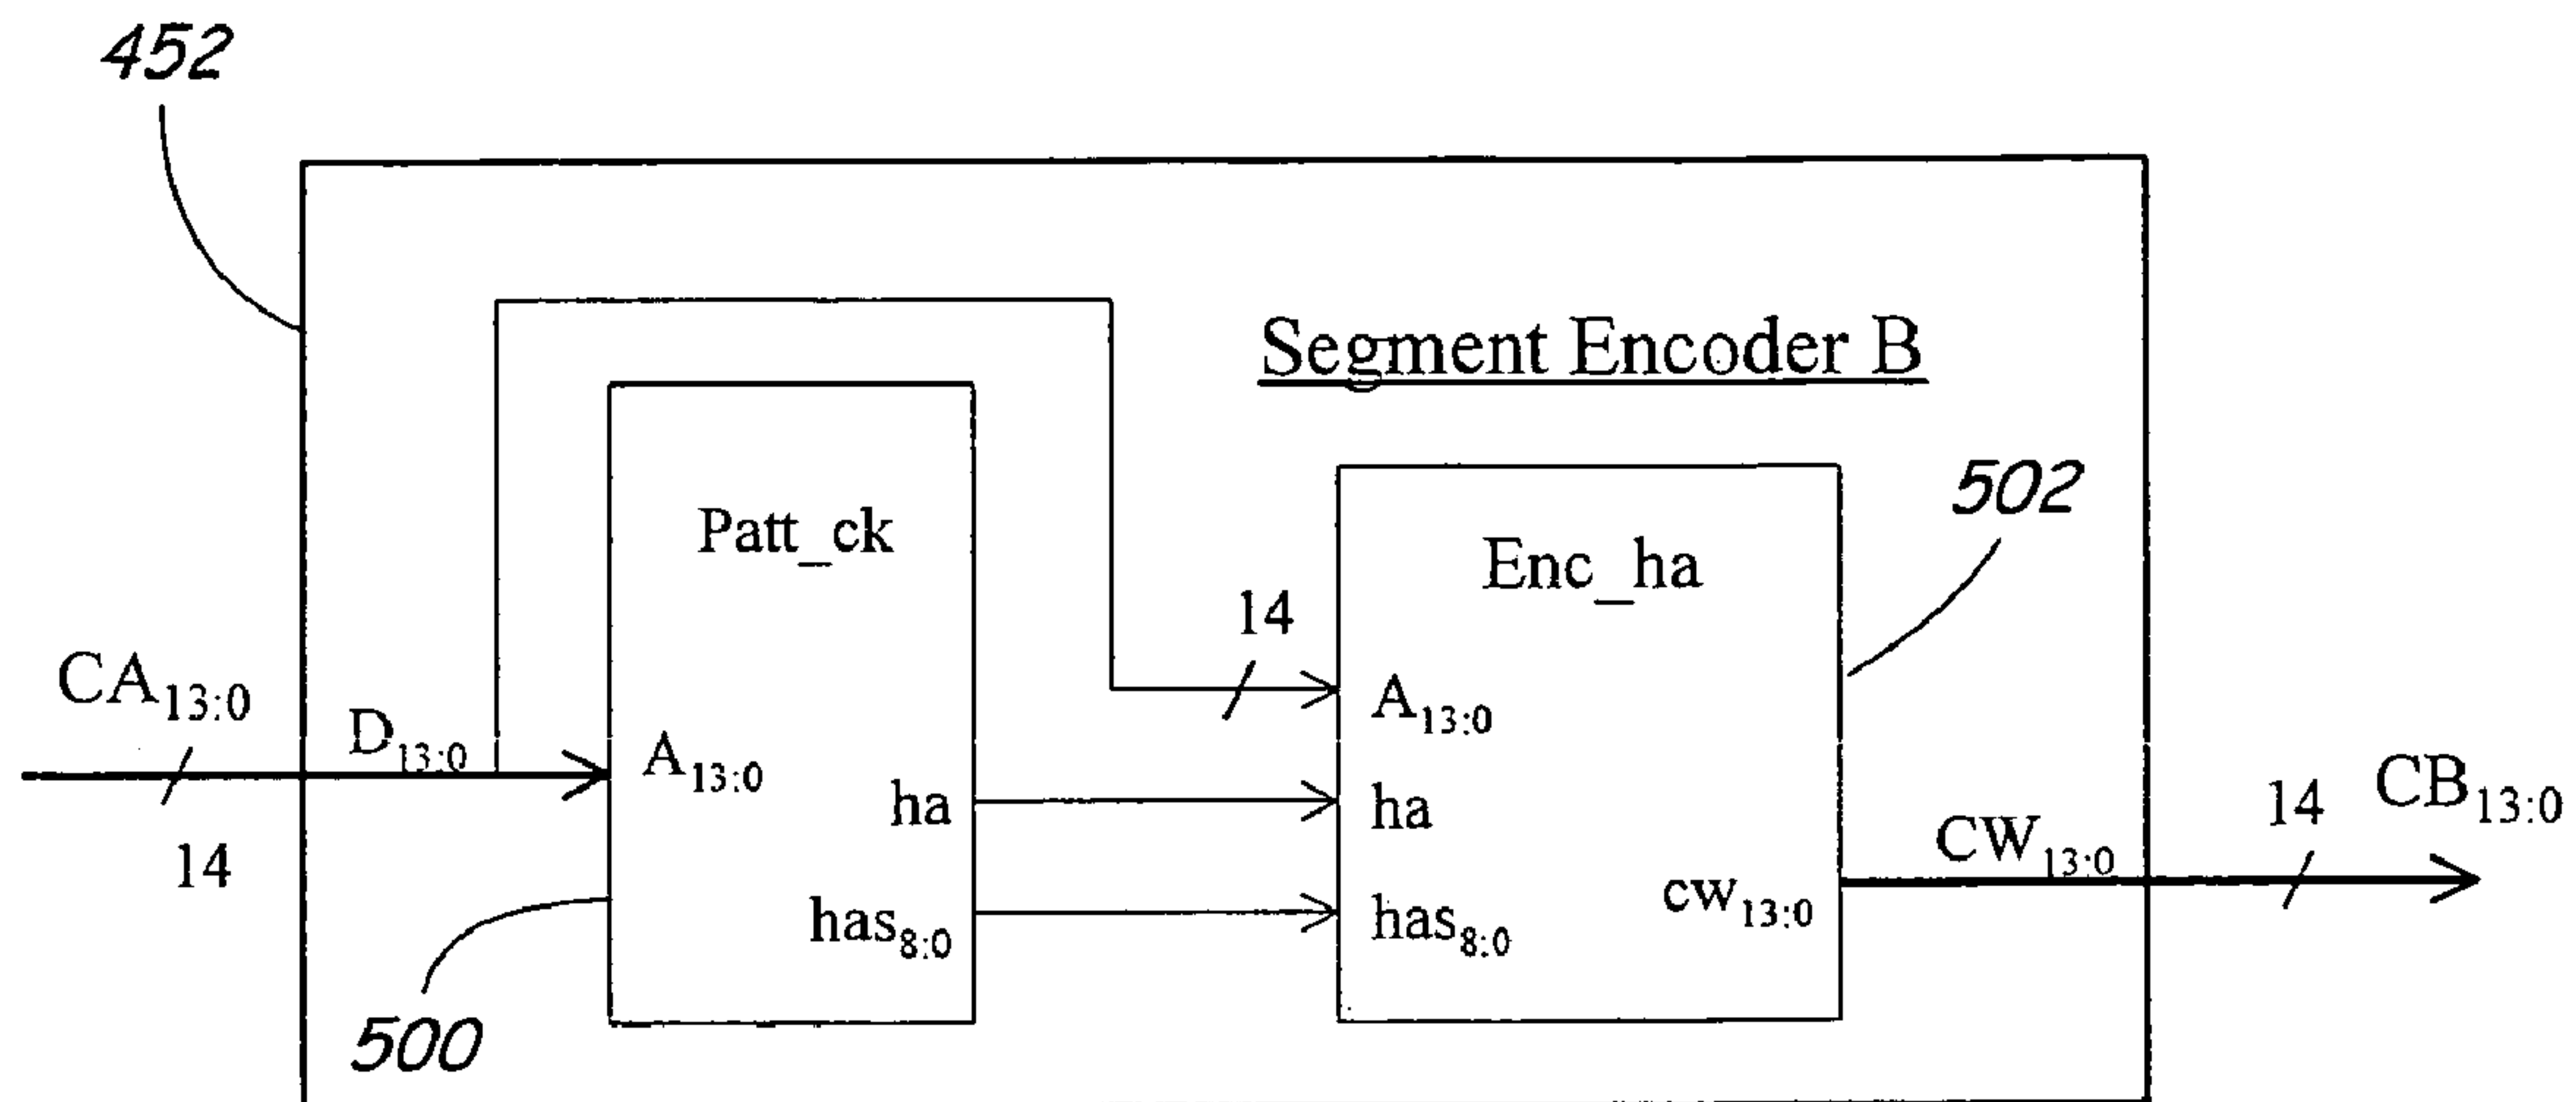 452
Segment Encoder B
502
Patt_ck
Enc_ha
14
CA13:0
D13:0
A13:0
A13:0
14
ha
ha
14
CB13:0
CW13:0
has8:0
has8:0
cw13:0
500